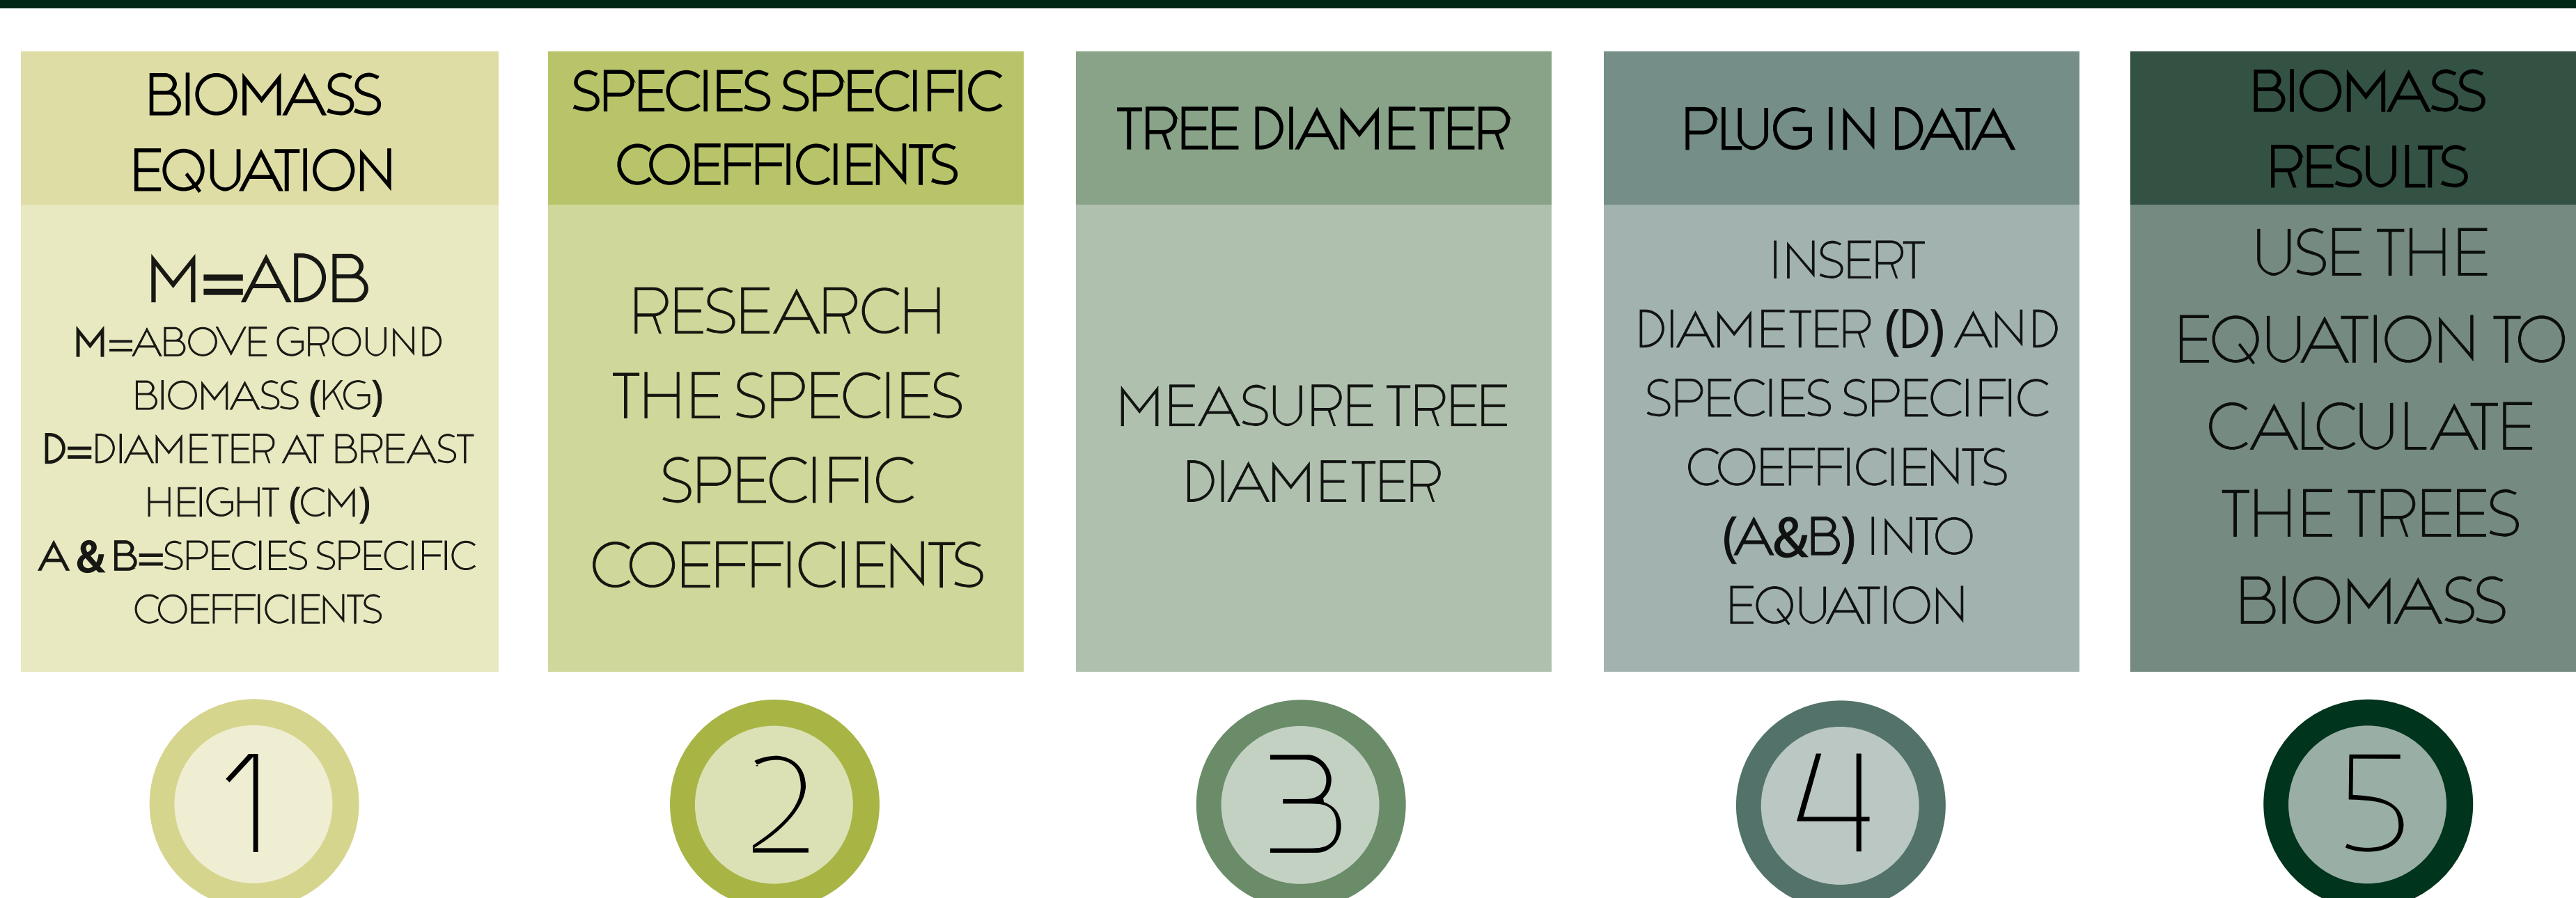 BIOMASS
EQUATION
M=ADB
M=ABOVE GROUND
BIOMASS (KG)
D=DIAMETER AT BREAST
HEIGHT (CM)
A & B=SPECIES SPECIFIC
COEFFICIENTS
1
SPECIES SPECIFIC
COEFFICIENTS
RESEARCH
THE SPECIES
SPECIFIC
COEFFICIENTS
2
TREE DIAMETER
MEASURE TREE
DIAMETER
3
PLUG IN DATA
INSERT
DIAMETER (D) AND
SPECIES SPECIFIC
COEFFICIENTS
(A&B) INTO
EQUATION
4
BIOMASS
RESULTS
USE THE
EQUATION TO
CALCULATE
THE TREES
BIOMASS
5